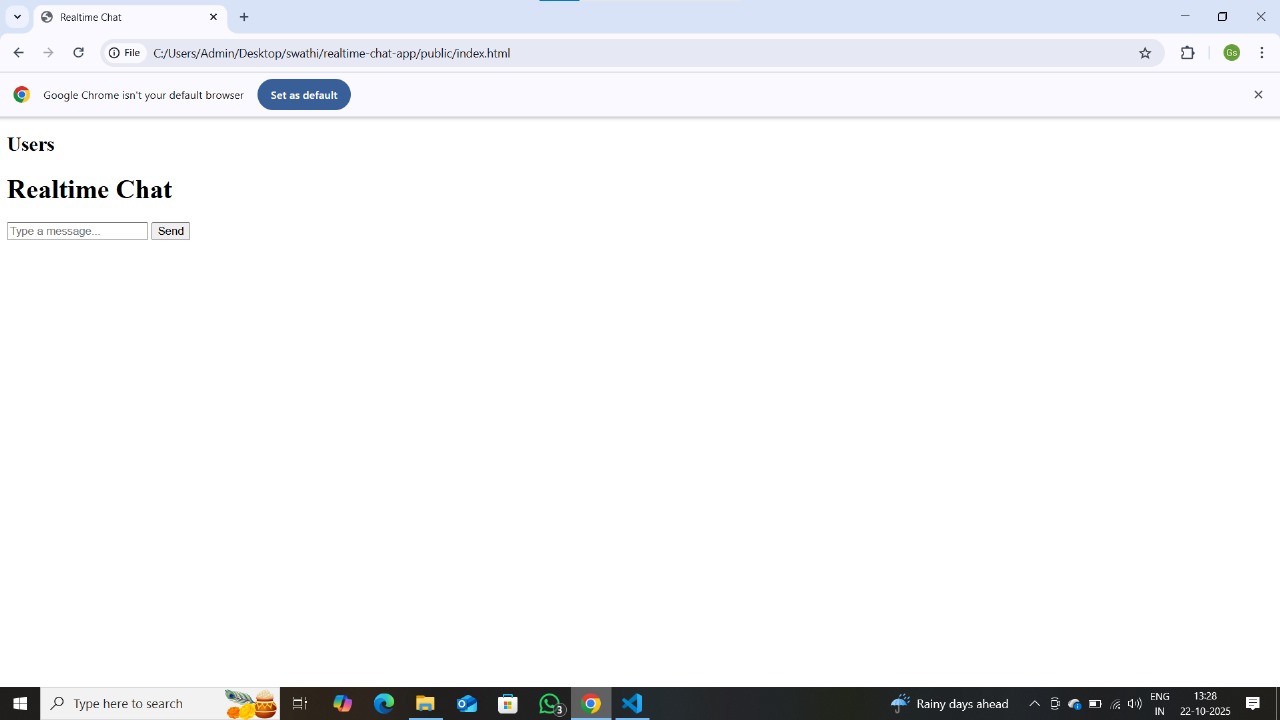 Realtime Chat
File C:/Users/Admin/Desktop/swathi/realtime-chat-app/public/index.html
Gs
Google Chrome isn't your default browser Set as default
Users
Realtime Chat
Type a message... Send
Type here to search
3
Rainy days ahead
ENG
IN
13:28
22-10-2025